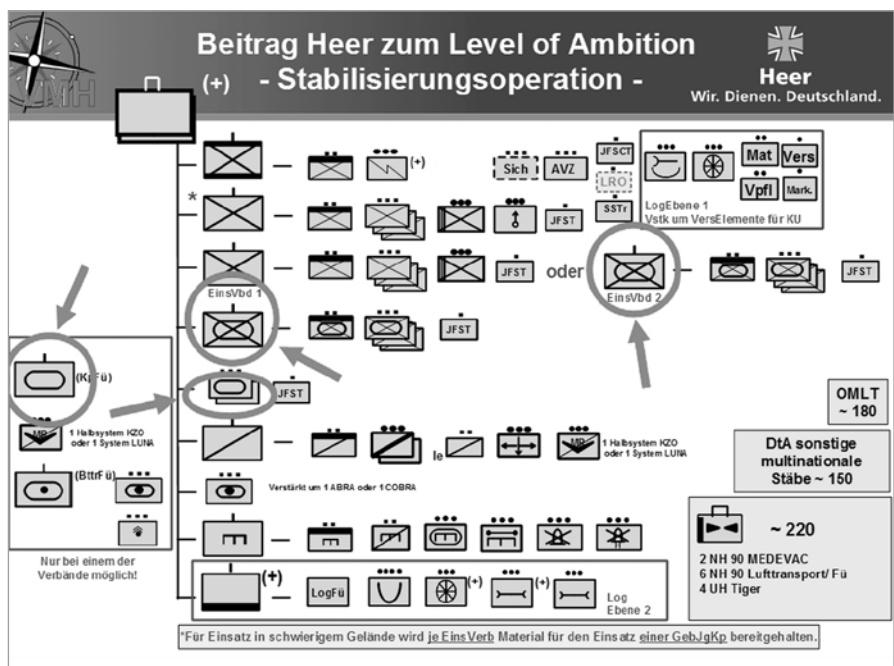 Beitrag Heer zum Level of Ambition
- Stabilisierungsoperation -
VMH
Heer
Wir. Dienen. Deutschland.
(+)
(+)
Sich
AVZ
JFSCT
LRO
SSTr
Mat
Vers
Vpfl
Mark.
LogEbene 1
Vstk um VersElemente für KU
*
JFST
EinsVbd 1
JFST
oder
EinsVbd 2
JFST
JFST
(KpFü)
JFST
1 Halbsystem KZO
oder 1 System LUNA
le
1 Halbsystem KZO
oder 1 System LUNA
(BttrFü)
Verstärkt um 1 ABRA oder 1 COBRA
Nur bei einem der
Verbände möglich!
OMLT
~ 180
DtA sonstige
multinationale
Stäbe ~ 150
~ 220
2 NH 90 MEDEVAC
6 NH 90 Lufttransport/ Fü
4 UH Tiger
(+)
LogFü
(+)
(+)
Log
Ebene 2
*Für Einsatz in schwierigem Gelände wird je EinsVerb Material für den Einsatz einer GebJgKp bereitgehalten.